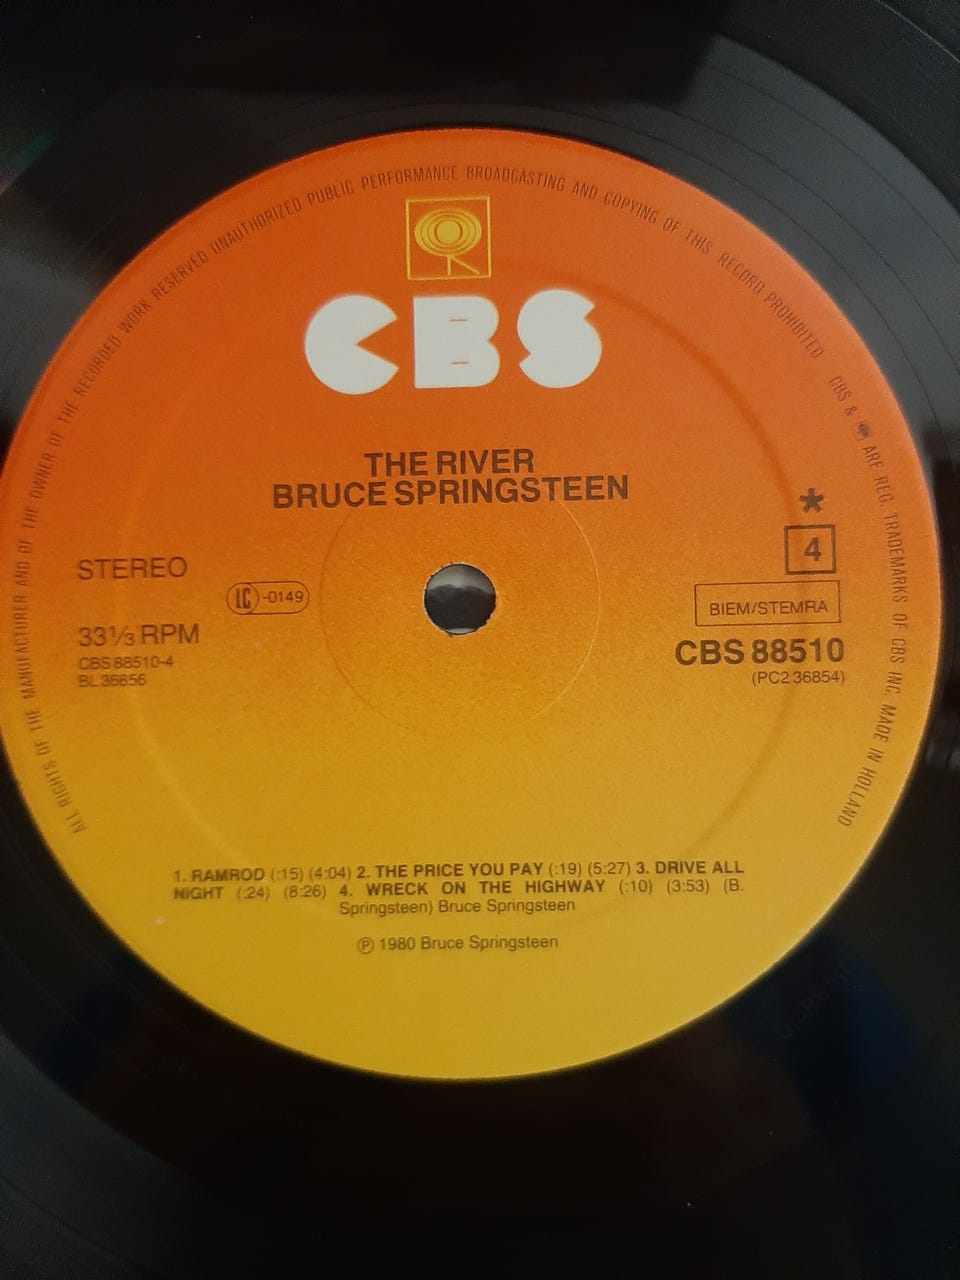 ALL RIGHTS OF THE MANUFACTURER AND OF THE OWNER OF THE RECORDED WORK RESERVED UNAUTHORIZED PUBLIC PERFORMANCE BROADCASTING AND COPYING OF THIS RECORD PROHIBITED CBS & ARE REG. TRADEMARKS OF CBS INC. MADE IN HOLLAND
CBS
THE RIVER
BRUCE SPRINGSTEEN
STEREO
LC -0149
33⅓ RPM
CBS 88510-4
BL 36856
*
4
BIEM/STEMRA
CBS 88510
(PC2 36854)
1. RAMROD (:15) (4:04) 2. THE PRICE YOU PAY (:19) (5:27) 3. DRIVE ALL
NIGHT (:24) (8:26) 4. WRECK ON THE HIGHWAY (:10) (3:53) (B.
Springsteen) Bruce Springsteen
℗ 1980 Bruce Springsteen